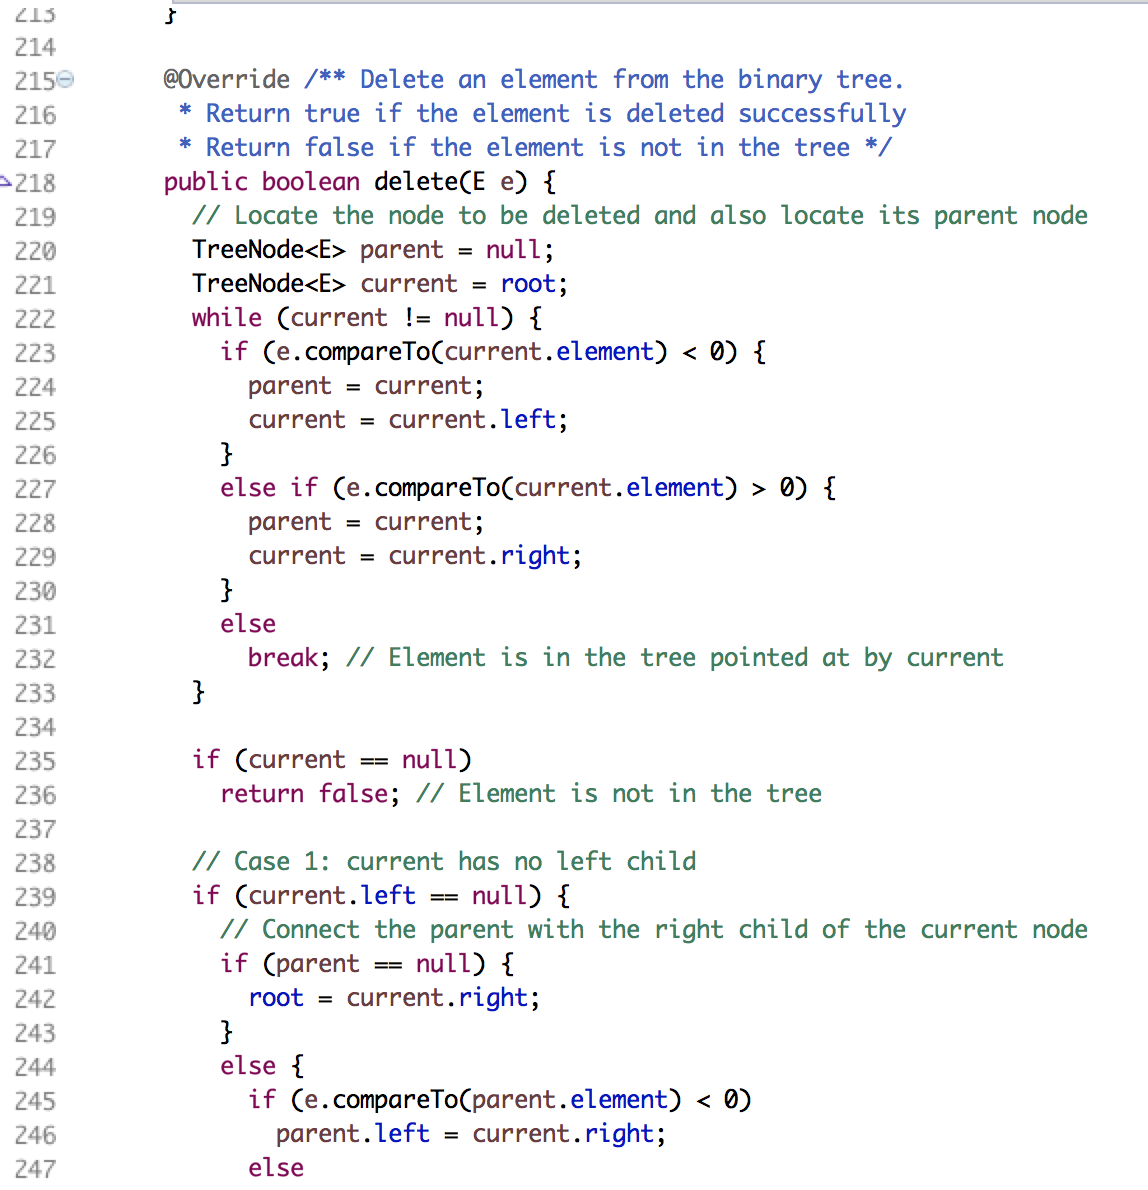 213 }
214
215 @Override /** Delete an element from the binary tree.
216 * Return true if the element is deleted successfully
217 * Return false if the element is not in the tree */
218 public boolean delete(E e) {
219 // Locate the node to be deleted and also locate its parent node
220 TreeNode<E> parent = null;
221 TreeNode<E> current = root;
222 while (current != null) {
223 if (e.compareTo(current.element) < 0) {
224 parent = current;
225 current = current.left;
226 }
227 else if (e.compareTo(current.element) > 0) {
228 parent = current;
229 current = current.right;
230 }
231 else
232 break; // Element is in the tree pointed at by current
233 }
234
235 if (current == null)
236 return false; // Element is not in the tree
237
238 // Case 1: current has no left child
239 if (current.left == null) {
240 // Connect the parent with the right child of the current node
241 if (parent == null) {
242 root = current.right;
243 }
244 else {
245 if (e.compareTo(parent.element) < 0)
246 parent.left = current.right;
247 else